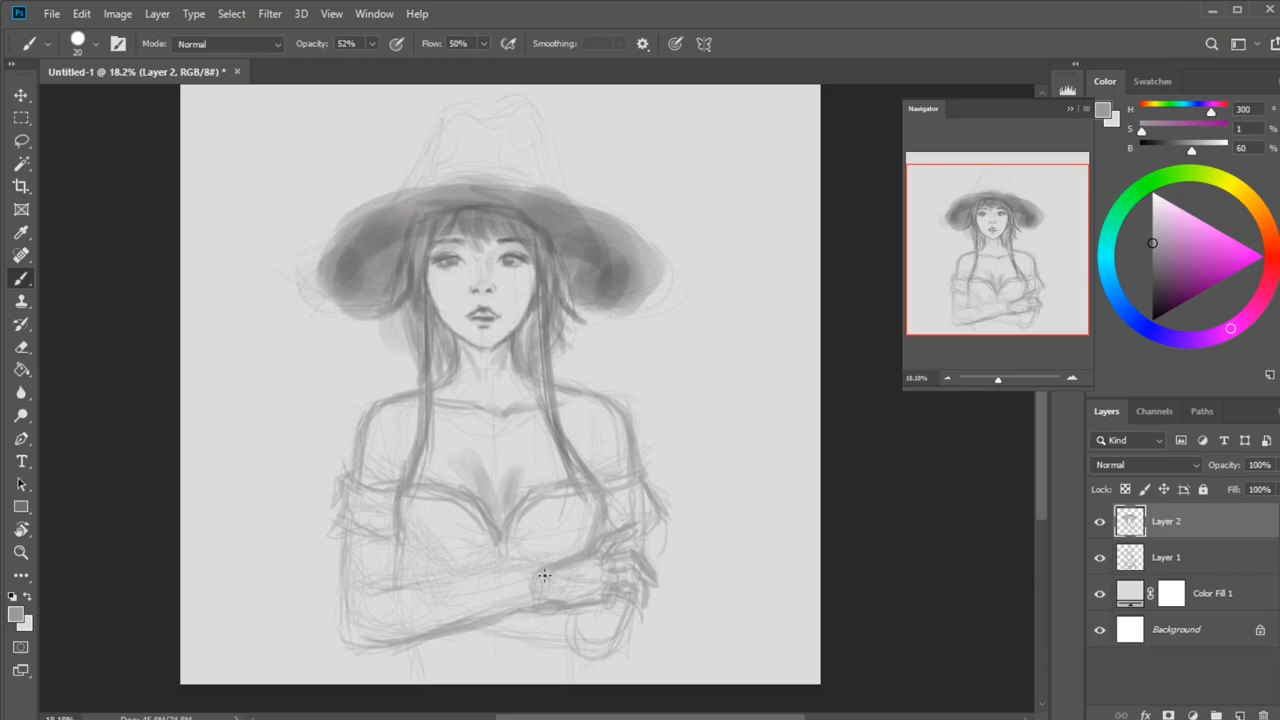 Ps File Edit Image Layer Type Select Filter 3D View Window Help
20 Mode: Normal Opacity: 52% Flow: 50% Smoothing:
Untitled-1 @ 18.2% (Layer 2, RGB/8#) *
Color Swatches
H 300 °
S 1 %
B 60 %
Navigator
18.18%
Layers Channels Paths
Kind
Normal Opacity: 100%
Lock: Fill: 100%
Layer 2
Layer 1
Color Fill 1
Background
fx